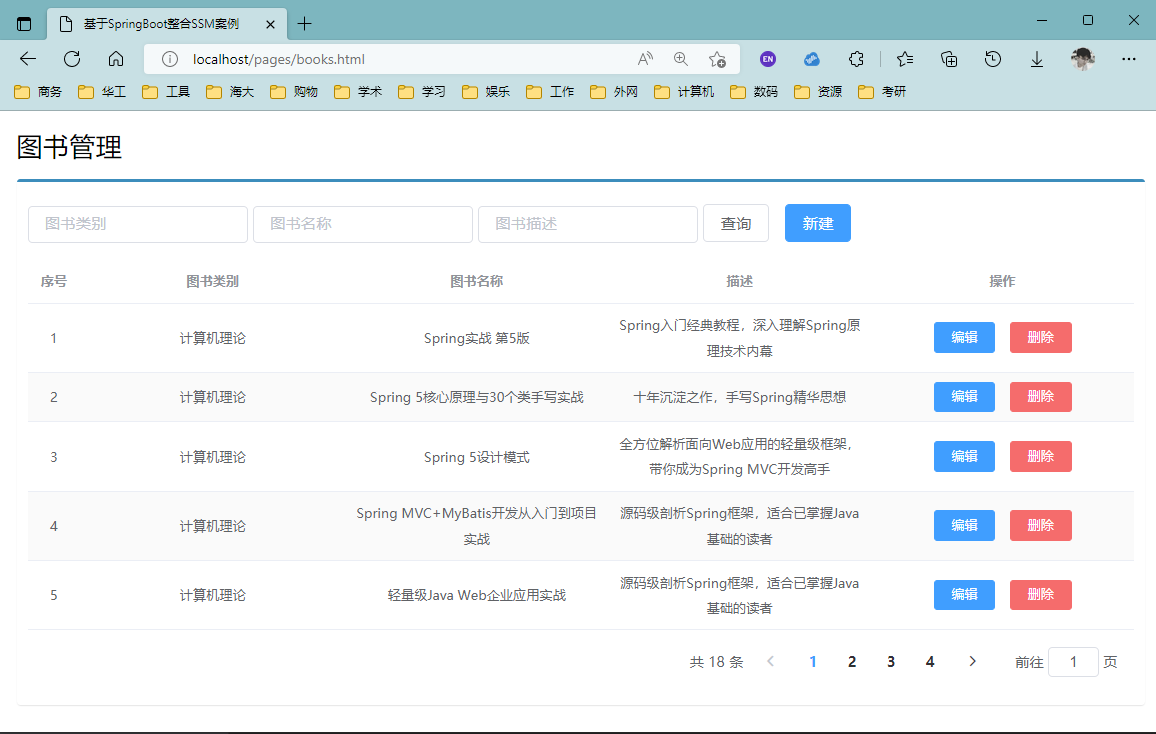 基于SpringBoot整合SSM案例
localhost/pages/books.html
EN
商务 华工 工具 海大 购物 学术 学习 娱乐 工作 外网 计算机 数码 资源 考研
图书管理
图书类别 图书名称 图书描述 查询 新建
序号 图书类别 图书名称 描述 操作
1 计算机理论 Spring实战 第5版 Spring入门经典教程，深入理解Spring原
理技术内幕 编辑 删除
2 计算机理论 Spring 5核心原理与30个类手写实战 十年沉淀之作，手写Spring精华思想 编辑 删除
3 计算机理论 Spring 5设计模式 全方位解析面向Web应用的轻量级框架，
带你成为Spring MVC开发高手 编辑 删除
4 计算机理论 Spring MVC+MyBatis开发从入门到项目
实战 源码级剖析Spring框架，适合已掌握Java
基础的读者 编辑 删除
5 计算机理论 轻量级Java Web企业应用实战 源码级剖析Spring框架，适合已掌握Java
基础的读者 编辑 删除
共 18 条 1 2 3 4 前往 1 页